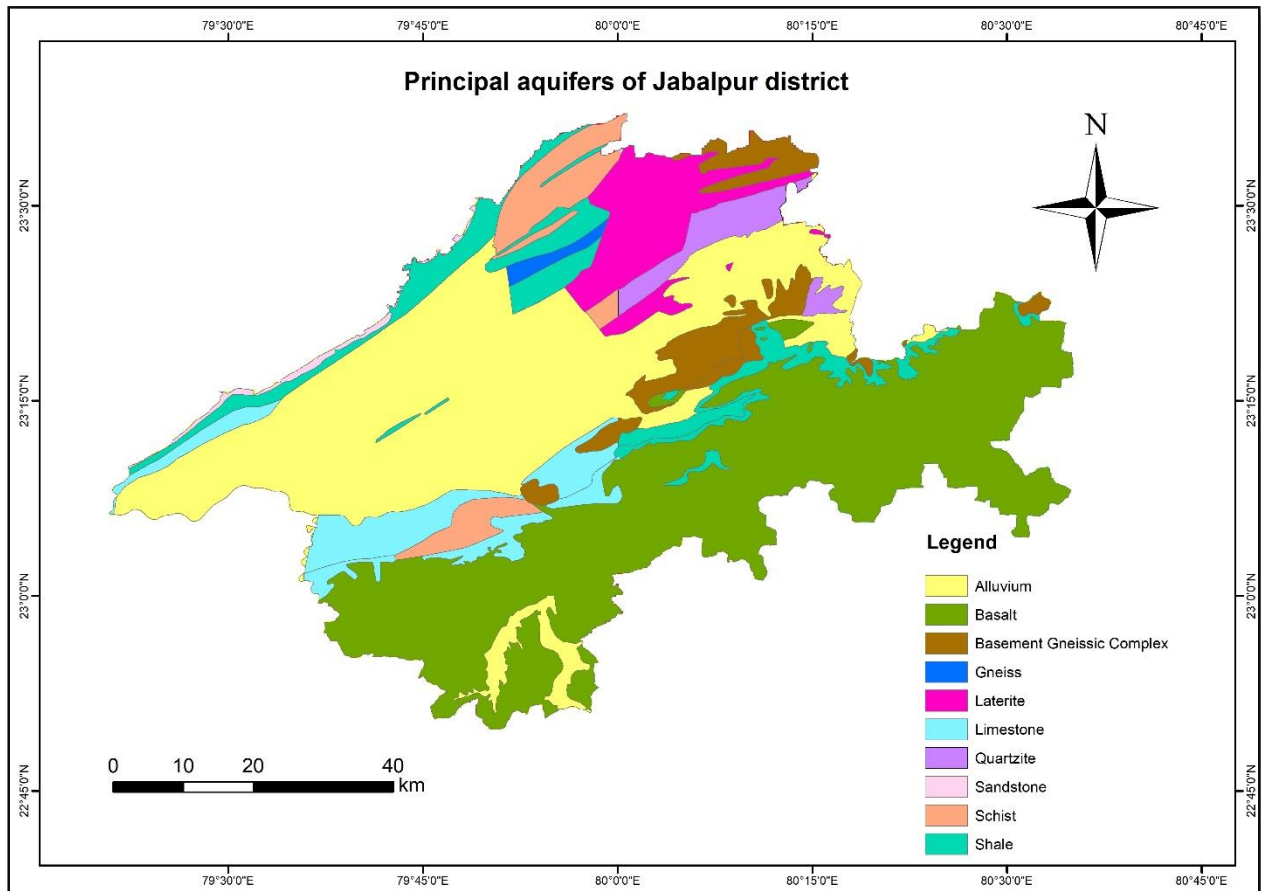 79°30'0"E 79°45'0"E 80°0'0"E 80°15'0"E 80°30'0"E 80°45'0"E
Principal aquifers of Jabalpur district
N
23°30'0"N 23°30'0"N
23°15'0"N 23°15'0"N
Legend
23°0'0"N 23°0'0"N
Alluvium
Basalt
Basement Gneissic Complex
Gneiss
Laterite
Limestone
Quartzite
Sandstone
Schist
Shale
0 10 20 40
km
22°45'0"N 22°45'0"N
79°30'0"E 79°45'0"E 80°0'0"E 80°15'0"E 80°30'0"E 80°45'0"E